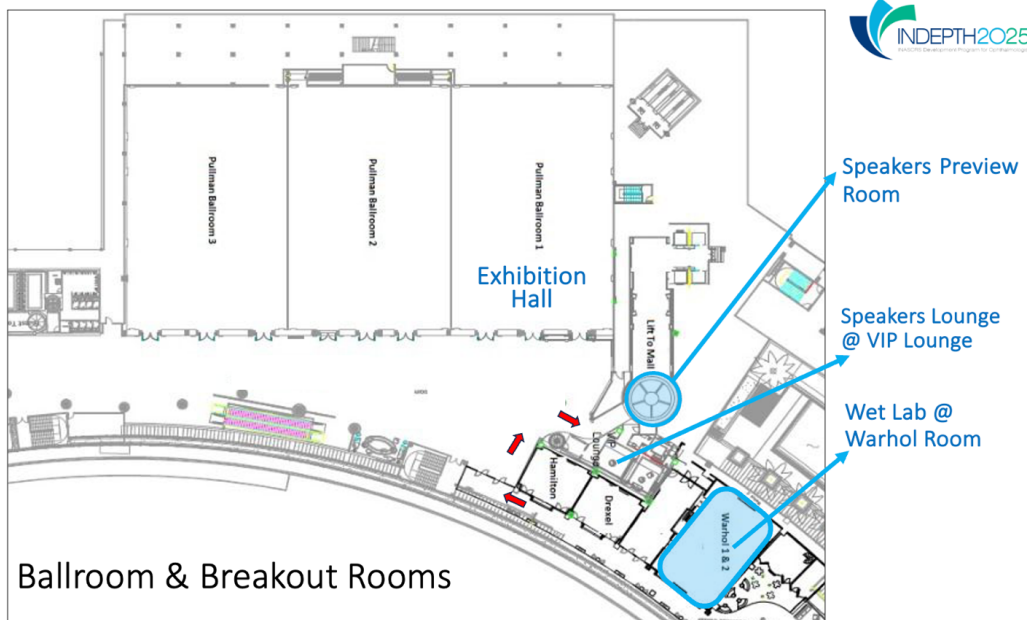 INDEPTH2025
Pullman Ballroom 3
Pullman Ballroom 2
Pullman Ballroom 1
Exhibition
Hall
Lift To Mall
Speakers Preview
Room
Speakers Lounge
@ VIP Lounge
Wet Lab @
Warhol Room
VIP
Lounge
Hamilton
Drexel
Warhol 1 & 2
Ballroom & Breakout Rooms